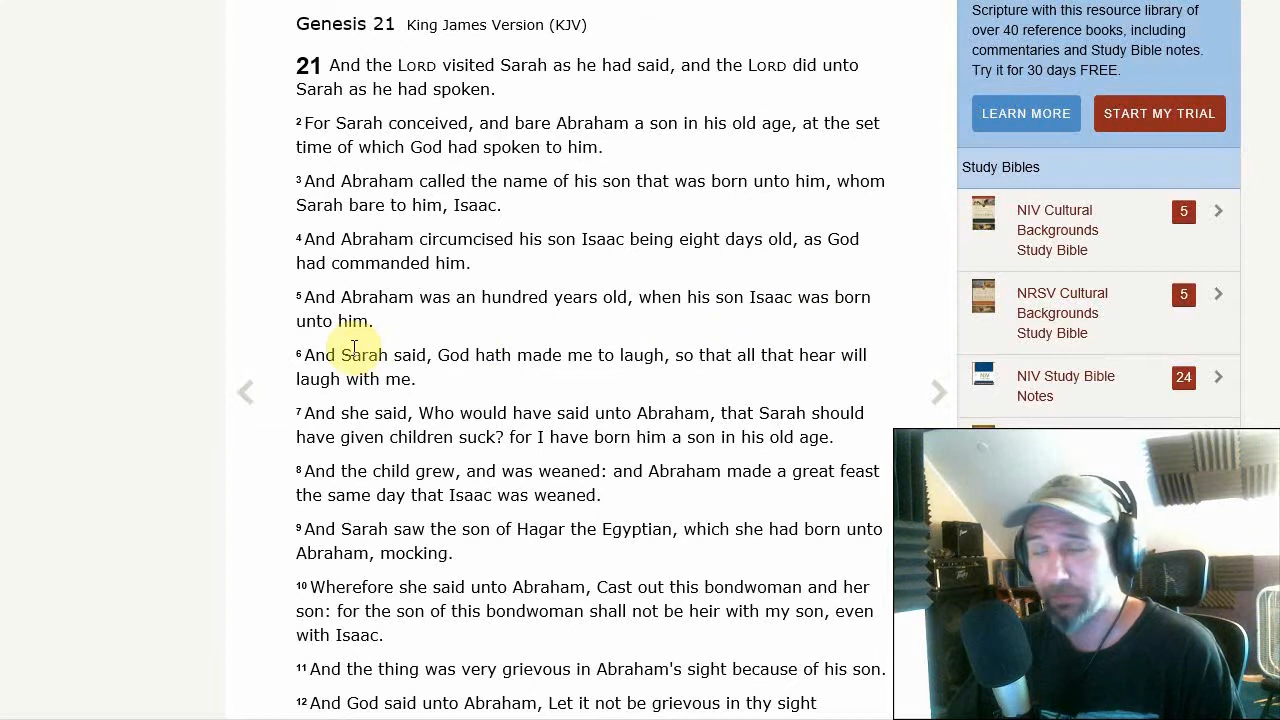 Genesis 21 King James Version (KJV)
21 And the LORD visited Sarah as he had said, and the LORD did unto
Sarah as he had spoken.
2 For Sarah conceived, and bare Abraham a son in his old age, at the set
time of which God had spoken to him.
3 And Abraham called the name of his son that was born unto him, whom
Sarah bare to him, Isaac.
4 And Abraham circumcised his son Isaac being eight days old, as God
had commanded him.
5 And Abraham was an hundred years old, when his son Isaac was born
unto him.
6 And Sarah said, God hath made me to laugh, so that all that hear will
laugh with me.
7 And she said, Who would have said unto Abraham, that Sarah should
have given children suck? for I have born him a son in his old age.
8 And the child grew, and was weaned: and Abraham made a great feast
the same day that Isaac was weaned.
9 And Sarah saw the son of Hagar the Egyptian, which she had born unto
Abraham, mocking.
10 Wherefore she said unto Abraham, Cast out this bondwoman and her
son: for the son of this bondwoman shall not be heir with my son, even
with Isaac.
11 And the thing was very grievous in Abraham's sight because of his son.
12 And God said unto Abraham, Let it not be grievous in thy sight
Scripture with this resource library of
over 40 reference books, including
commentaries and Study Bible notes.
Try it for 30 days FREE.
LEARN MORE START MY TRIAL
Study Bibles
NIV Cultural
Backgrounds
Study Bible
5
NRSV Cultural
Backgrounds
Study Bible
5
NIV Study Bible
Notes
24